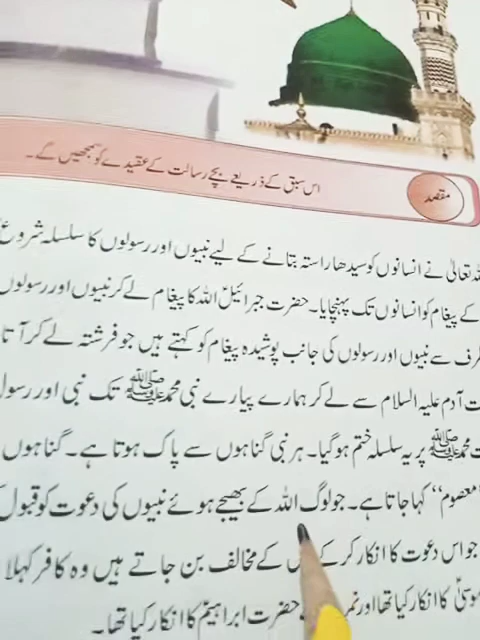 مقصد
اس سبق کے ذریعے بچے رسالت کے عقیدے کو سمجھیں گے۔
تعالیٰ نے انسانوں کو سیدھا راستہ بتانے کے لیے نبیوں اور رسولوں کا سلسلہ شروع
کے پیغام کو انسانوں تک پہنچایا۔ حضرت جبرائیلؑ اللہ کا پیغام لے کر نبیوں اور رسولوں
طرف سے نبیوں اور رسولوں کی جانب پوشیدہ پیغام کو کہتے ہیں جو فرشتہ لے کر آتا
آدم علیہ السلام سے لے کر ہمارے پیارے نبی محمد ﷺ تک نبی اور رسول
محمد ﷺ پر یہ سلسلہ ختم ہو گیا۔ ہر نبی گناہوں سے پاک ہوتا ہے۔ گناہوں
”معصوم“ کہا جاتا ہے۔ جو لوگ اللہ کے بھیجے ہوئے نبیوں کی دعوت کو قبول
جو اس دعوت کا انکار کر کے کے مخالف بن جاتے ہیں وہ کافر کہلا
موسیٰؑ کا انکار کیا تھا اور حضرت ابراہیمؑ کا انکار کیا تھا۔